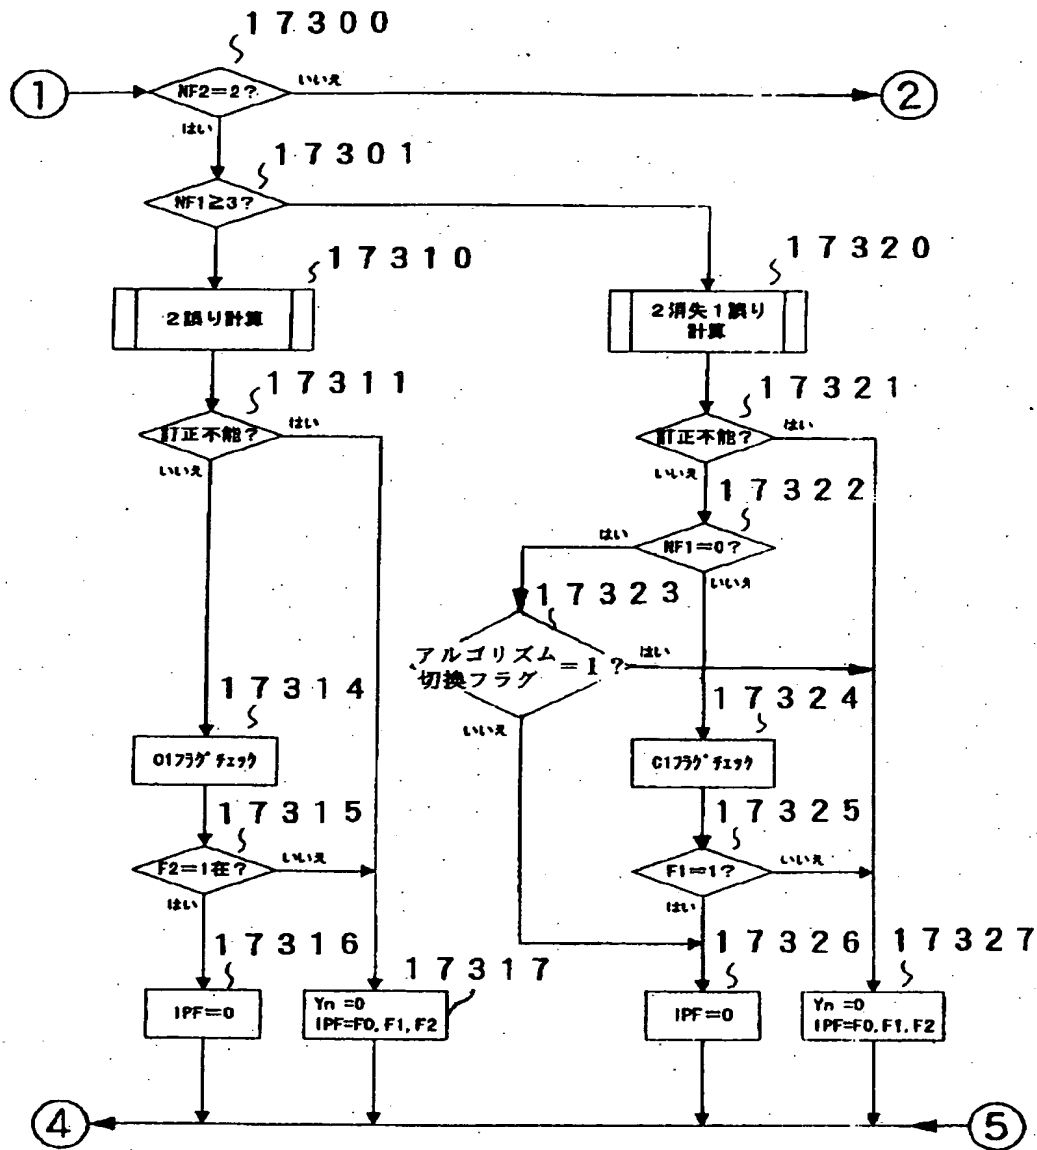 17300
①
NF2=2?
いいえ
②
はい
17301
NF1≧3?
17310
17320
2誤り計算
2消失1誤り
計算
17311
17321
訂正不能?
はい
訂正不能?
はい
いいえ
いいえ
17322
はい
NF1=0?
いいえ
17323
アルゴリズム
切換フラグ
=1?
はい
17314
17324
いいえ
C1フラグチェック
C1フラグチェック
17315
17325
F2=1在?
いいえ
F1=1?
いいえ
はい
はい
17316
17317
17326
17327
IPF=0
Yn=0
IPF=F0,F1,F2
IPF=0
Yn=0
IPF=F0,F1,F2
④
⑤